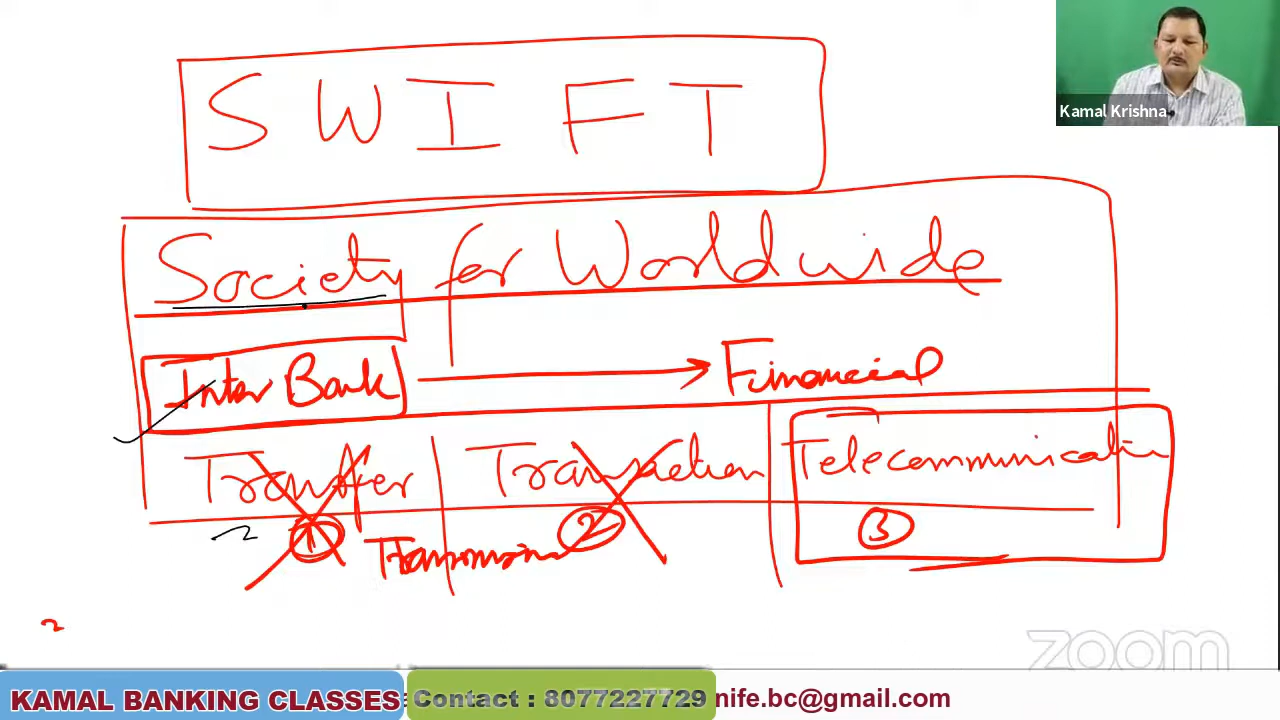 S W I F T
Kamal Krishna
Society for Worldwide
Inter Bank → Financial
Transfer Transaction Telecommunication
1 2 3
Transmission
2
zoom
KAMAL BANKING CLASSES Contact : 8077227729 nife.bc@gmail.com